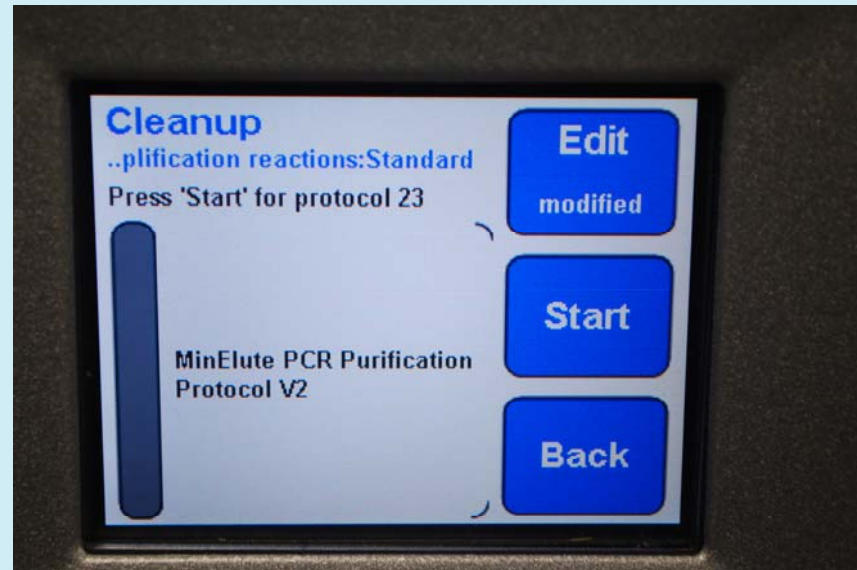 Cleanup
..plification reactions:Standard
Press 'Start' for protocol 23
MinElute PCR Purification
Protocol V2
Edit
modified
Start
Back